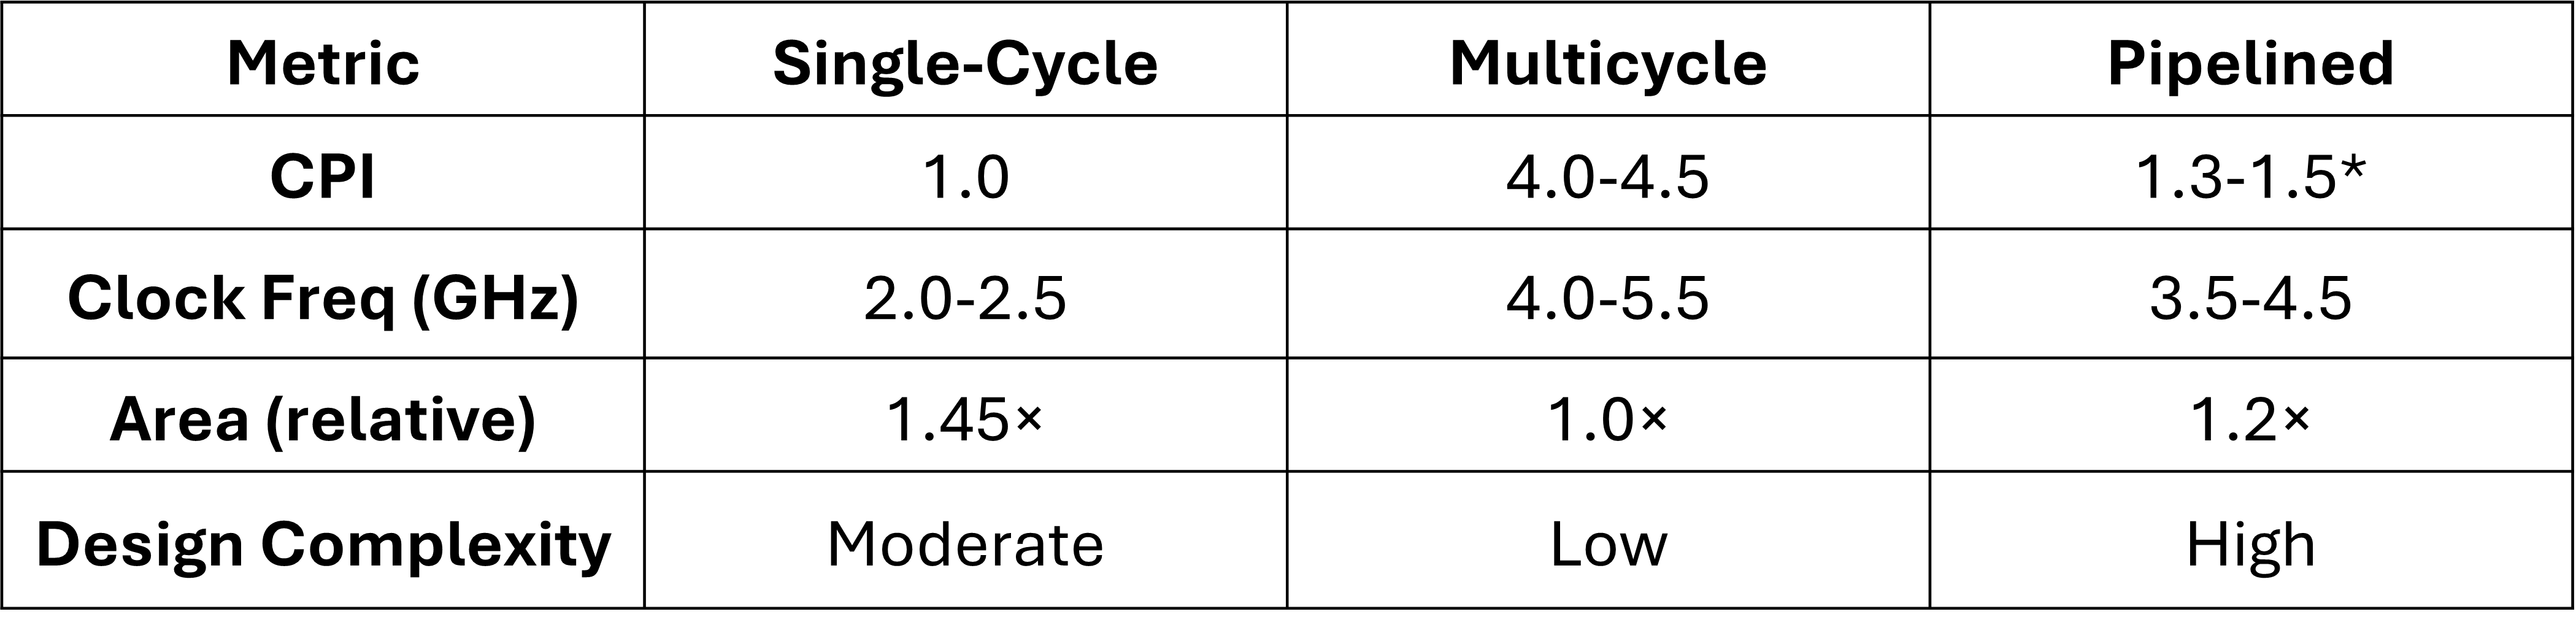 Metric Single-Cycle Multicycle Pipelined
CPI 1.0 4.0-4.5 1.3-1.5*
Clock Freq (GHz) 2.0-2.5 4.0-5.5 3.5-4.5
Area (relative) 1.45× 1.0× 1.2×
Design Complexity Moderate Low High